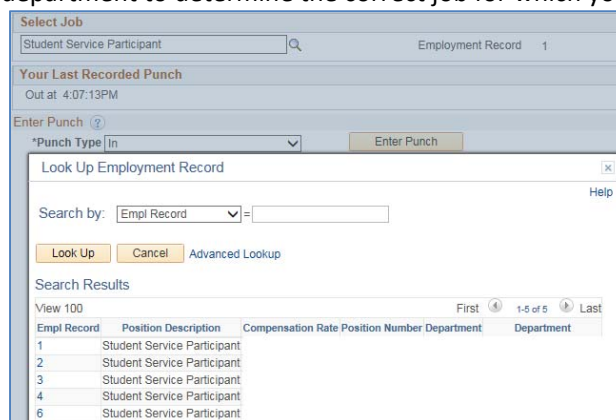 department to determine the correct job for which yo
Select Job
Student Service Participant Employment Record 1
Your Last Recorded Punch
Out at 4:07:13PM
Enter Punch ?
*Punch Type In Enter Punch
Look Up Employment Record x
Help
Search by: Empl Record =
Look Up Cancel Advanced Lookup
Search Results
View 100 First 1-5 of 5 Last
Empl Record Position Description Compensation Rate Position Number Department Department
1 Student Service Participant
2 Student Service Participant
3 Student Service Participant
4 Student Service Participant
6 Student Service Participant